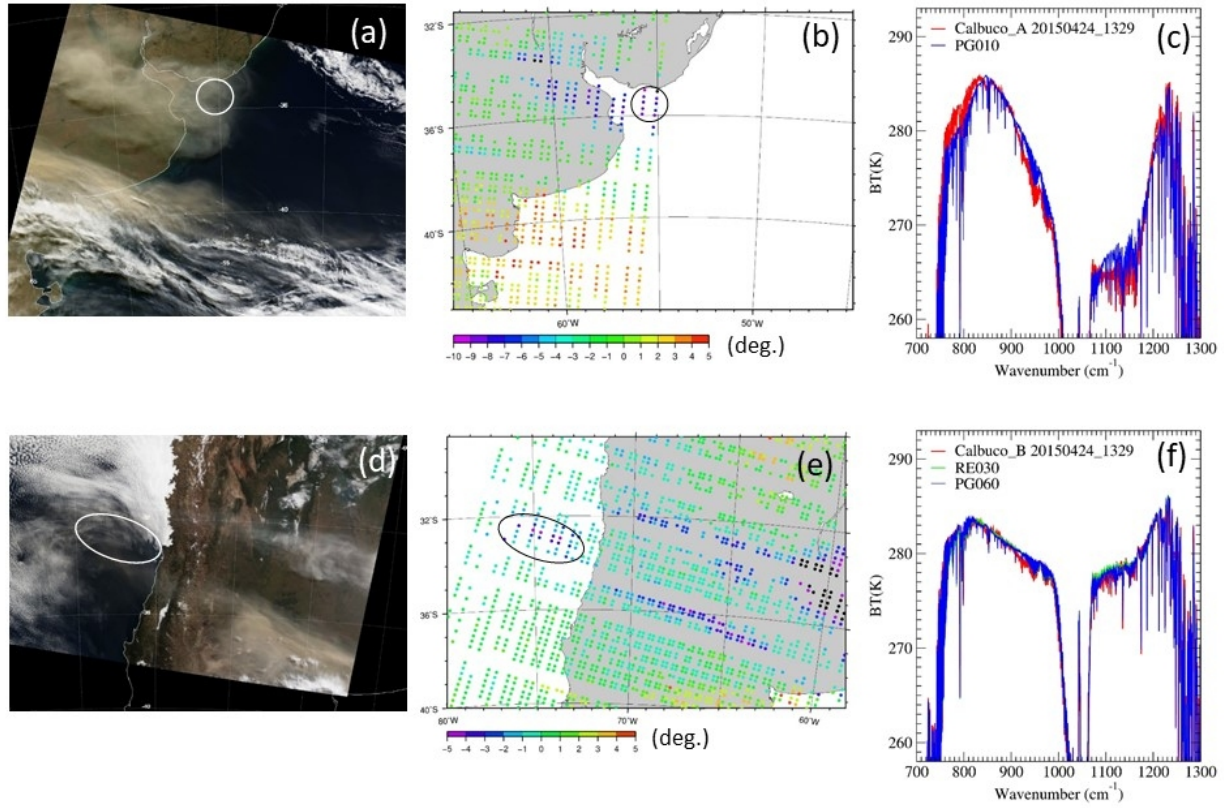 (a)
-36
-40
-55
(b)
32°S
36°S
40°S
60°W
50°W
-10 -9 -8 -7 -6 -5 -4 -3 -2 -1 0 1 2 3 4 5
(deg.)
(c)
Calbuco_A 20150424_1329
PG010
290
280
270
260
BT(K)
700 800 900 1000 1100 1200 1300
Wavenumber (cm⁻¹)
(d)
(e)
32°S
36°S
40°S
80°W
70°W
60°W
-5 -4 -3 -2 -1 0 1 2 3 4 5
(deg.)
(f)
Calbuco_B 20150424_1329
RE030
PG060
290
280
270
260
BT(K)
700 800 900 1000 1100 1200 1300
Wavenumber (cm⁻¹)